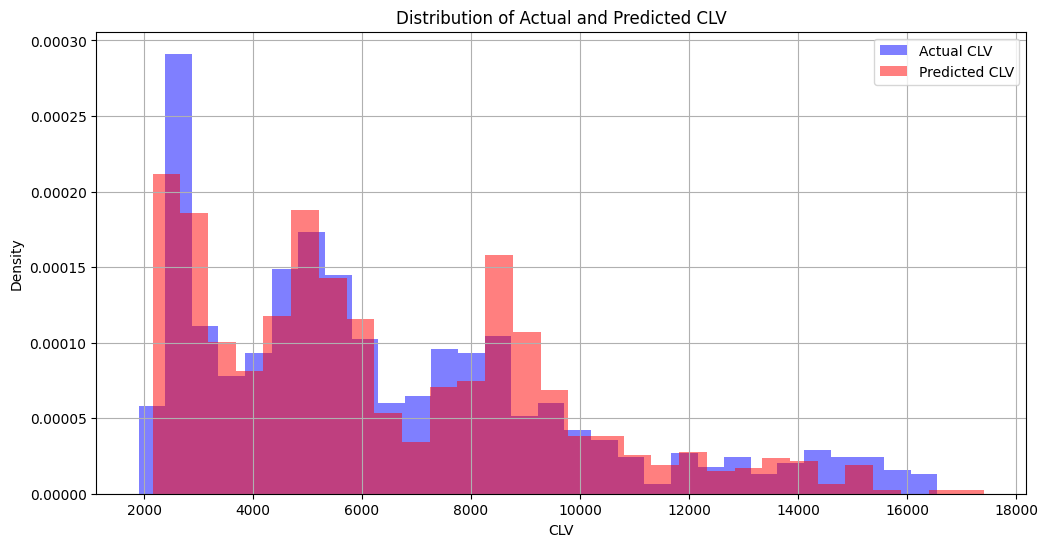 Distribution of Actual and Predicted CLV
Actual CLV
Predicted CLV
Density
0.00030
0.00025
0.00020
0.00015
0.00010
0.00005
0.00000
2000 4000 6000 8000 10000 12000 14000 16000 18000
CLV